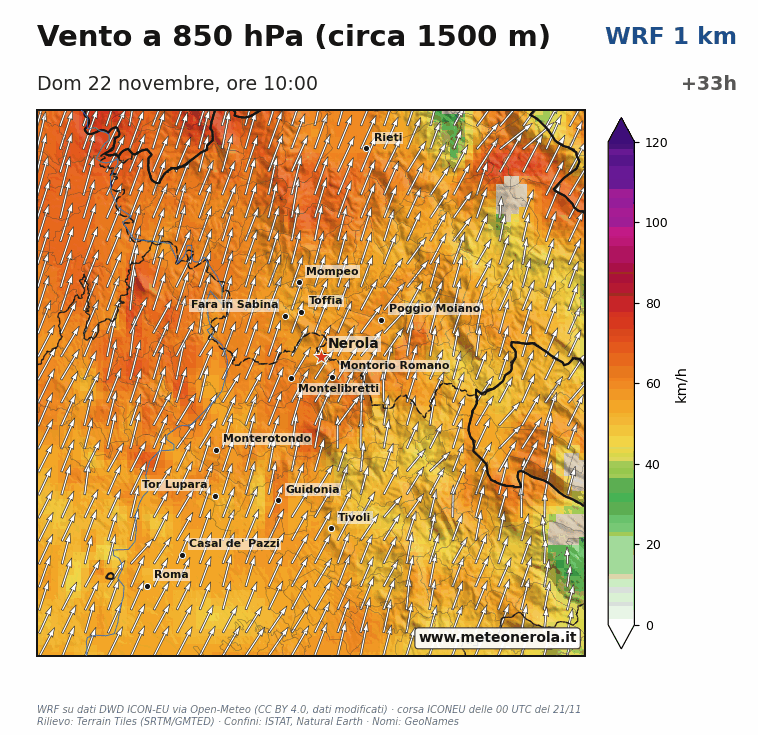 Vento a 850 hPa (circa 1500 m)
WRF 1 km
Dom 22 novembre, ore 10:00
+33h
Rieti
Mompeo
Fara in Sabina
Toffia
Poggio Moiano
Nerola
Montorio Romano
Montelibretti
Monterotondo
Tor Lupara
Guidonia
Tivoli
Casal de' Pazzi
Roma
www.meteonerola.it
120
100
80
60
40
20
0
km/h
WRF su dati DWD ICON-EU via Open-Meteo (CC BY 4.0, dati modificati) · corsa ICONEU delle 00 UTC del 21/11
Rilievo: Terrain Tiles (SRTM/GMTED) · Confini: ISTAT, Natural Earth · Nomi: GeoNames